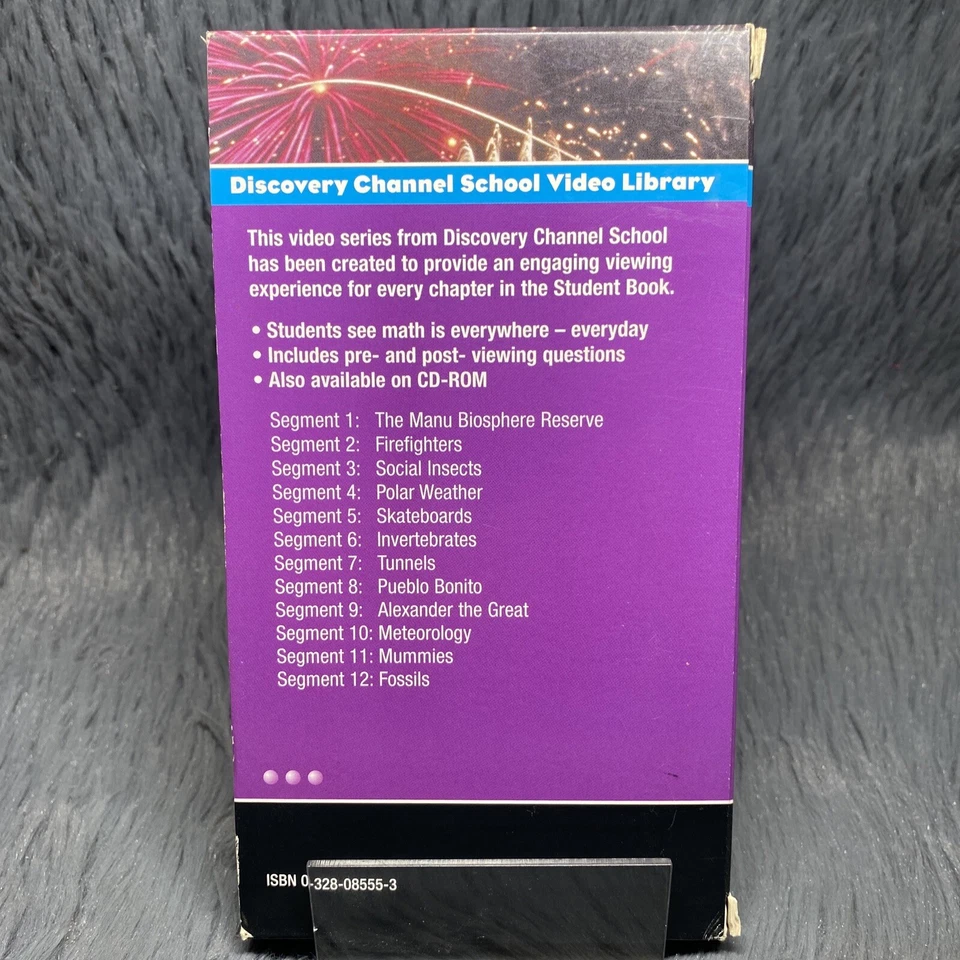 Discovery Channel School Video Library
This video series from Discovery Channel School
has been created to provide an engaging viewing
experience for every chapter in the Student Book.
• Students see math is everywhere – everyday
• Includes pre- and post- viewing questions
• Also available on CD-ROM
Segment 1: The Manu Biosphere Reserve
Segment 2: Firefighters
Segment 3: Social Insects
Segment 4: Polar Weather
Segment 5: Skateboards
Segment 6: Invertebrates
Segment 7: Tunnels
Segment 8: Pueblo Bonito
Segment 9: Alexander the Great
Segment 10: Meteorology
Segment 11: Mummies
Segment 12: Fossils
ISBN 0-328-08555-3